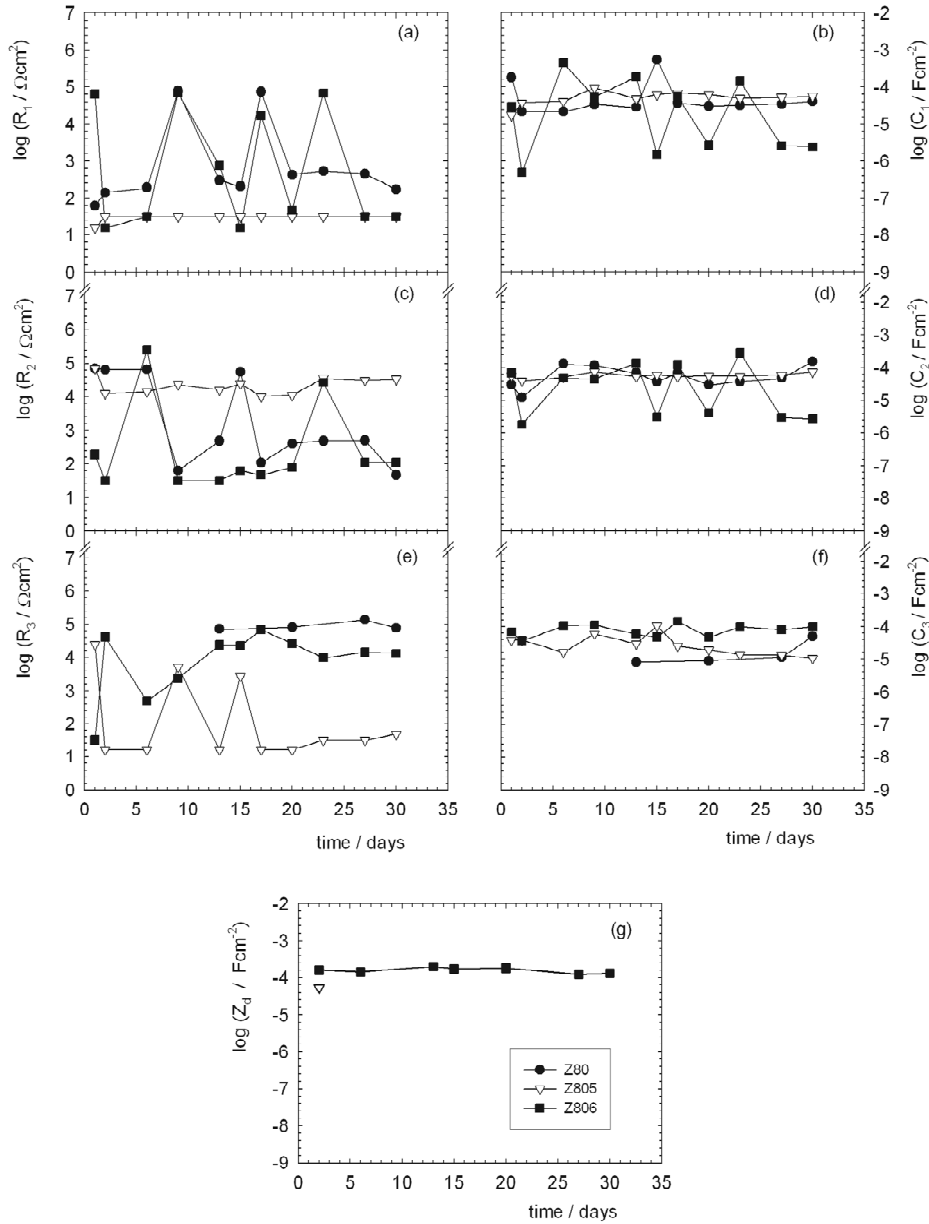 7 6 5 4 3 2 1 0
log (R₁ / Ωcm²)
(a)
(b)
-2 -3 -4 -5 -6 -7 -8 -9
log (C₁ / Fcm⁻²)
7 6 5 4 3 2 1 0
log (R₂ / Ωcm²)
(c)
(d)
-2 -3 -4 -5 -6 -7 -8 -9
log (C₂ / Fcm⁻²)
7 6 5 4 3 2 1 0
log (R₃ / Ωcm²)
(e)
(f)
-2 -3 -4 -5 -6 -7 -8 -9
log (C₃ / Fcm⁻²)
0 5 10 15 20 25 30 35
0 5 10 15 20 25 30 35
time / days
time / days
-2 -3 -4 -5 -6 -7 -8 -9
log (Z_d / Fcm⁻²)
(g)
Z80
Z805
Z806
0 5 10 15 20 25 30 35
time / days